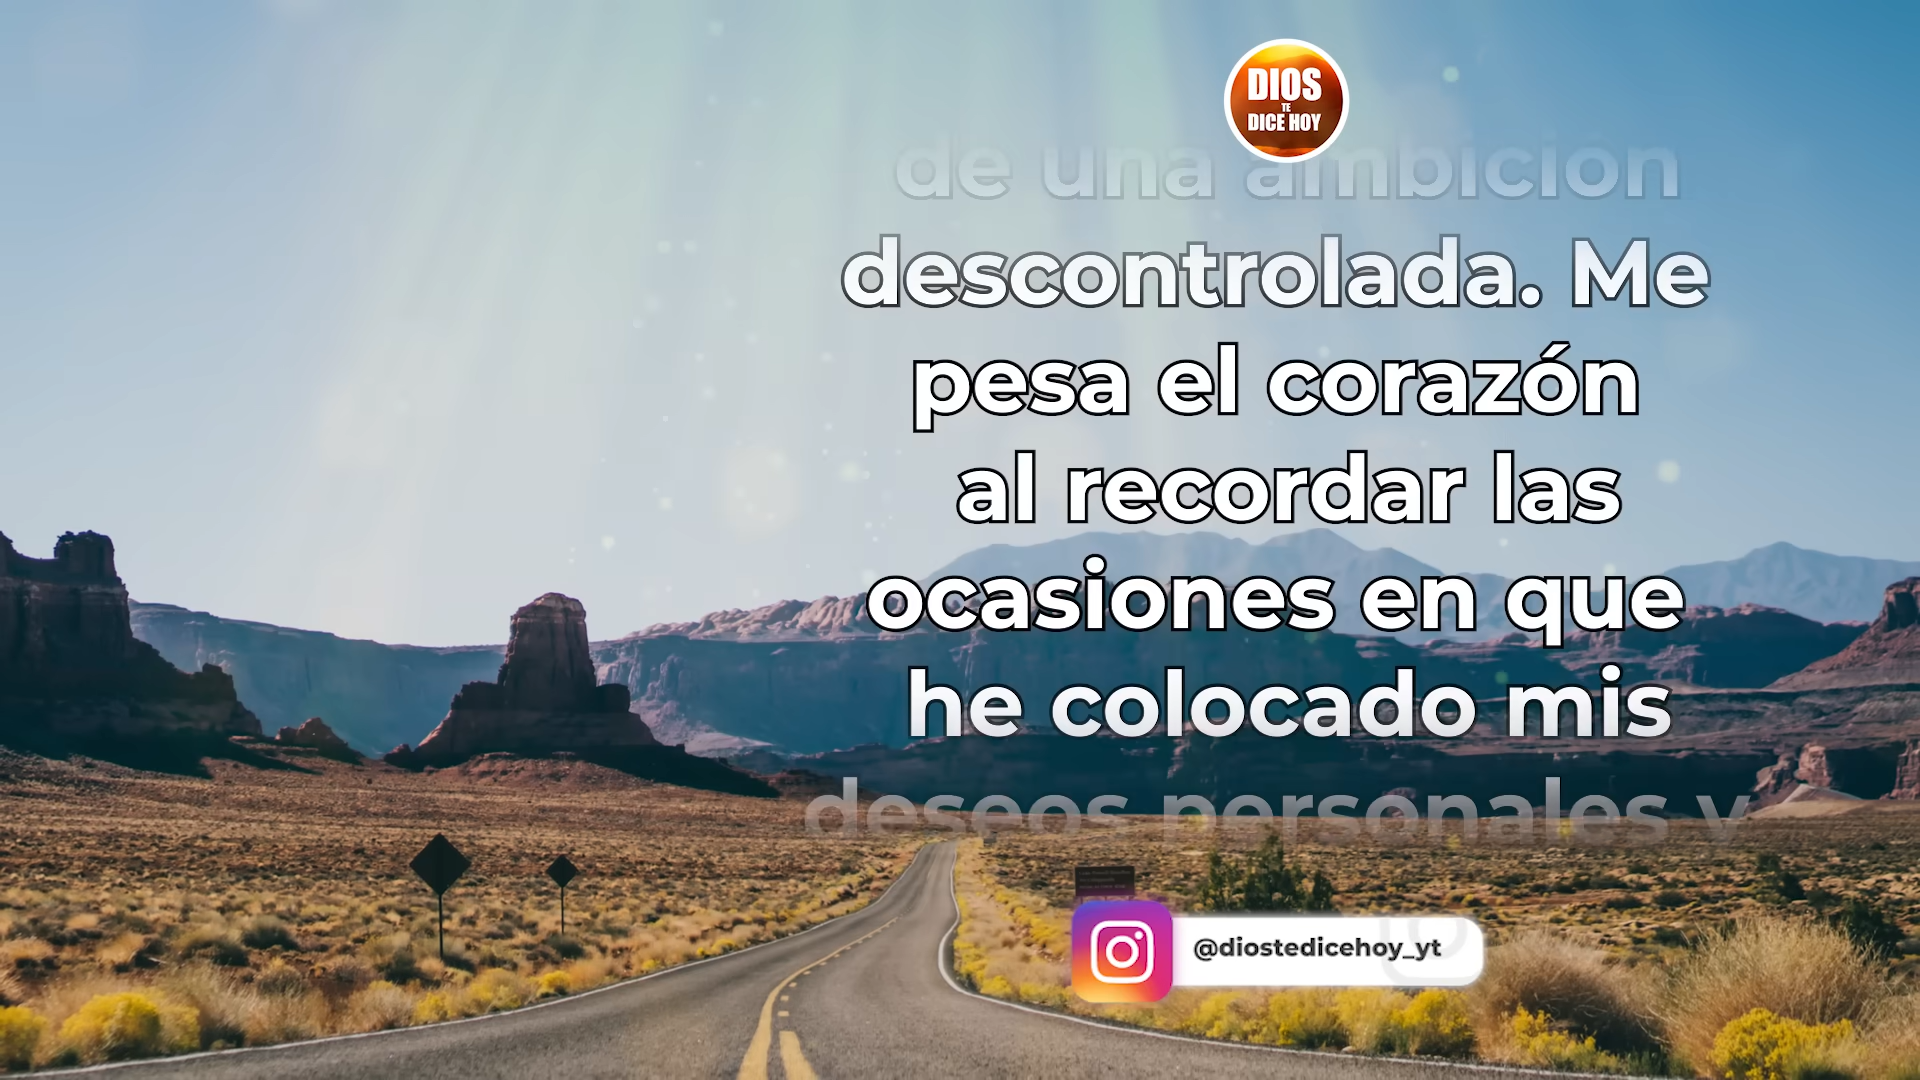 DIOS
TE
DICE HOY
de una ambición
descontrolada. Me
pesa el corazón
al recordar las
ocasiones en que
he colocado mis
deseos personales y
@diostedicehoy_yt